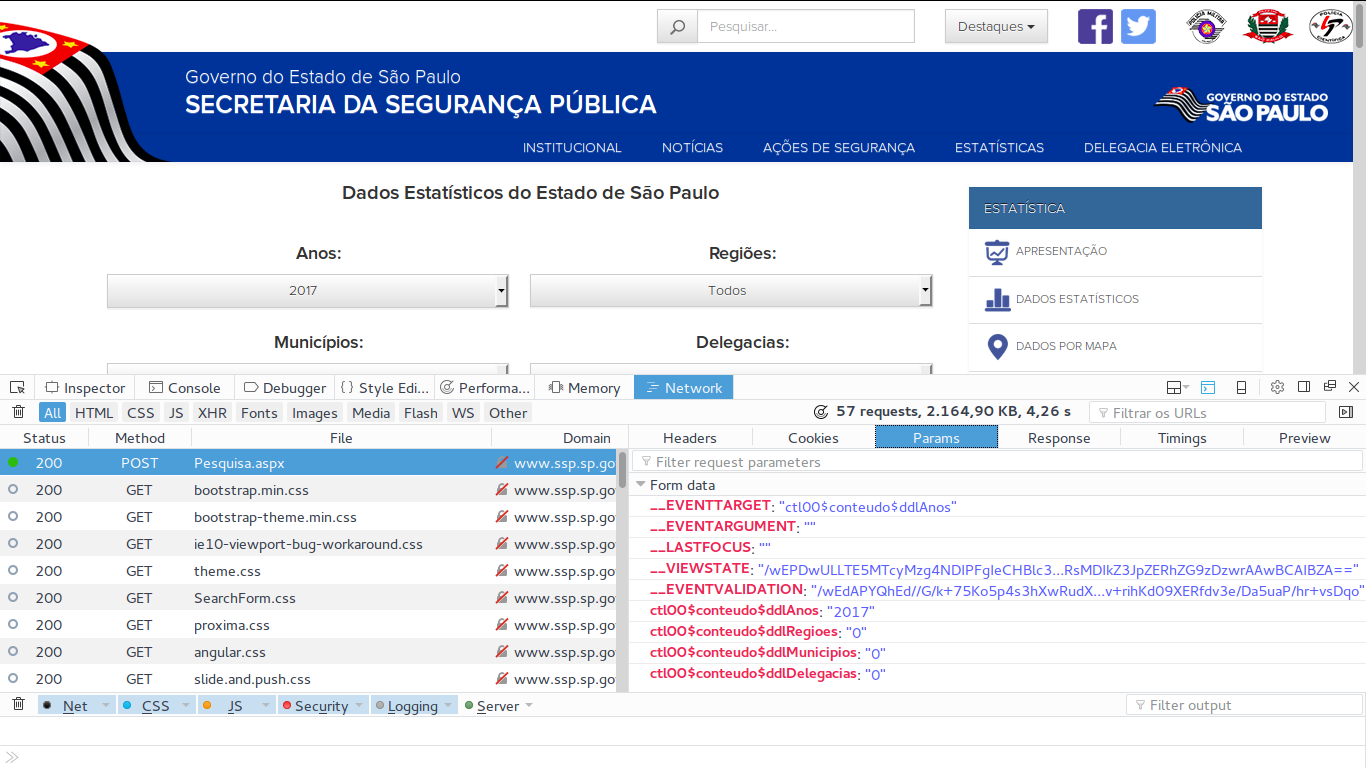 Pesquisar...
Destaques
POLÍCIA MILITAR
POLÍCIA
CIENTÍFICA
Governo do Estado de São Paulo
SECRETARIA DA SEGURANÇA PÚBLICA
GOVERNO DO ESTADO
SÃO PAULO
INSTITUCIONAL NOTÍCIAS AÇÕES DE SEGURANÇA ESTATÍSTICAS DELEGACIA ELETRÔNICA
Dados Estatísticos do Estado de São Paulo
Anos: Regiões:
2017 Todos
Municípios: Delegacias:
ESTATÍSTICA
APRESENTAÇÃO
DADOS ESTATÍSTICOS
DADOS POR MAPA
Inspector Console Debugger Style Edi... Performa... Memory Network
All HTML CSS JS XHR Fonts Images Media Flash WS Other 57 requests, 2.164,90 KB, 4,26 s Filtrar os URLs
Status Method File Domain
200 POST Pesquisa.aspx www.ssp.sp.go
200 GET bootstrap.min.css www.ssp.sp.go
200 GET bootstrap-theme.min.css www.ssp.sp.go
200 GET ie10-viewport-bug-workaround.css www.ssp.sp.go
200 GET theme.css www.ssp.sp.go
200 GET SearchForm.css www.ssp.sp.go
200 GET proxima.css www.ssp.sp.go
200 GET angular.css www.ssp.sp.go
200 GET slide.and.push.css www.ssp.sp.go
Headers Cookies Params Response Timings Preview
Filter request parameters
Form data
__EVENTTARGET: "ctl00$conteudo$ddlAnos"
__EVENTARGUMENT: ""
__LASTFOCUS: ""
__VIEWSTATE: "/wEPDwULLTE5MTcyMzg4NDIPFgIeCHBlc3...RsMDIkZ3JpZERhZG9zDzwrAAwBCAIBZA=="
__EVENTVALIDATION: "/wEdAPYQhEd//G/k+75Ko5p4s3hXwRudX...v+rihKd09XERfdv3e/Da5uaP/hr+vsDqo"
ctl00$conteudo$ddlAnos: "2017"
ctl00$conteudo$ddlRegioes: "0"
ctl00$conteudo$ddlMunicipios: "0"
ctl00$conteudo$ddlDelegacias: "0"
Net CSS JS Security Logging Server Filter output